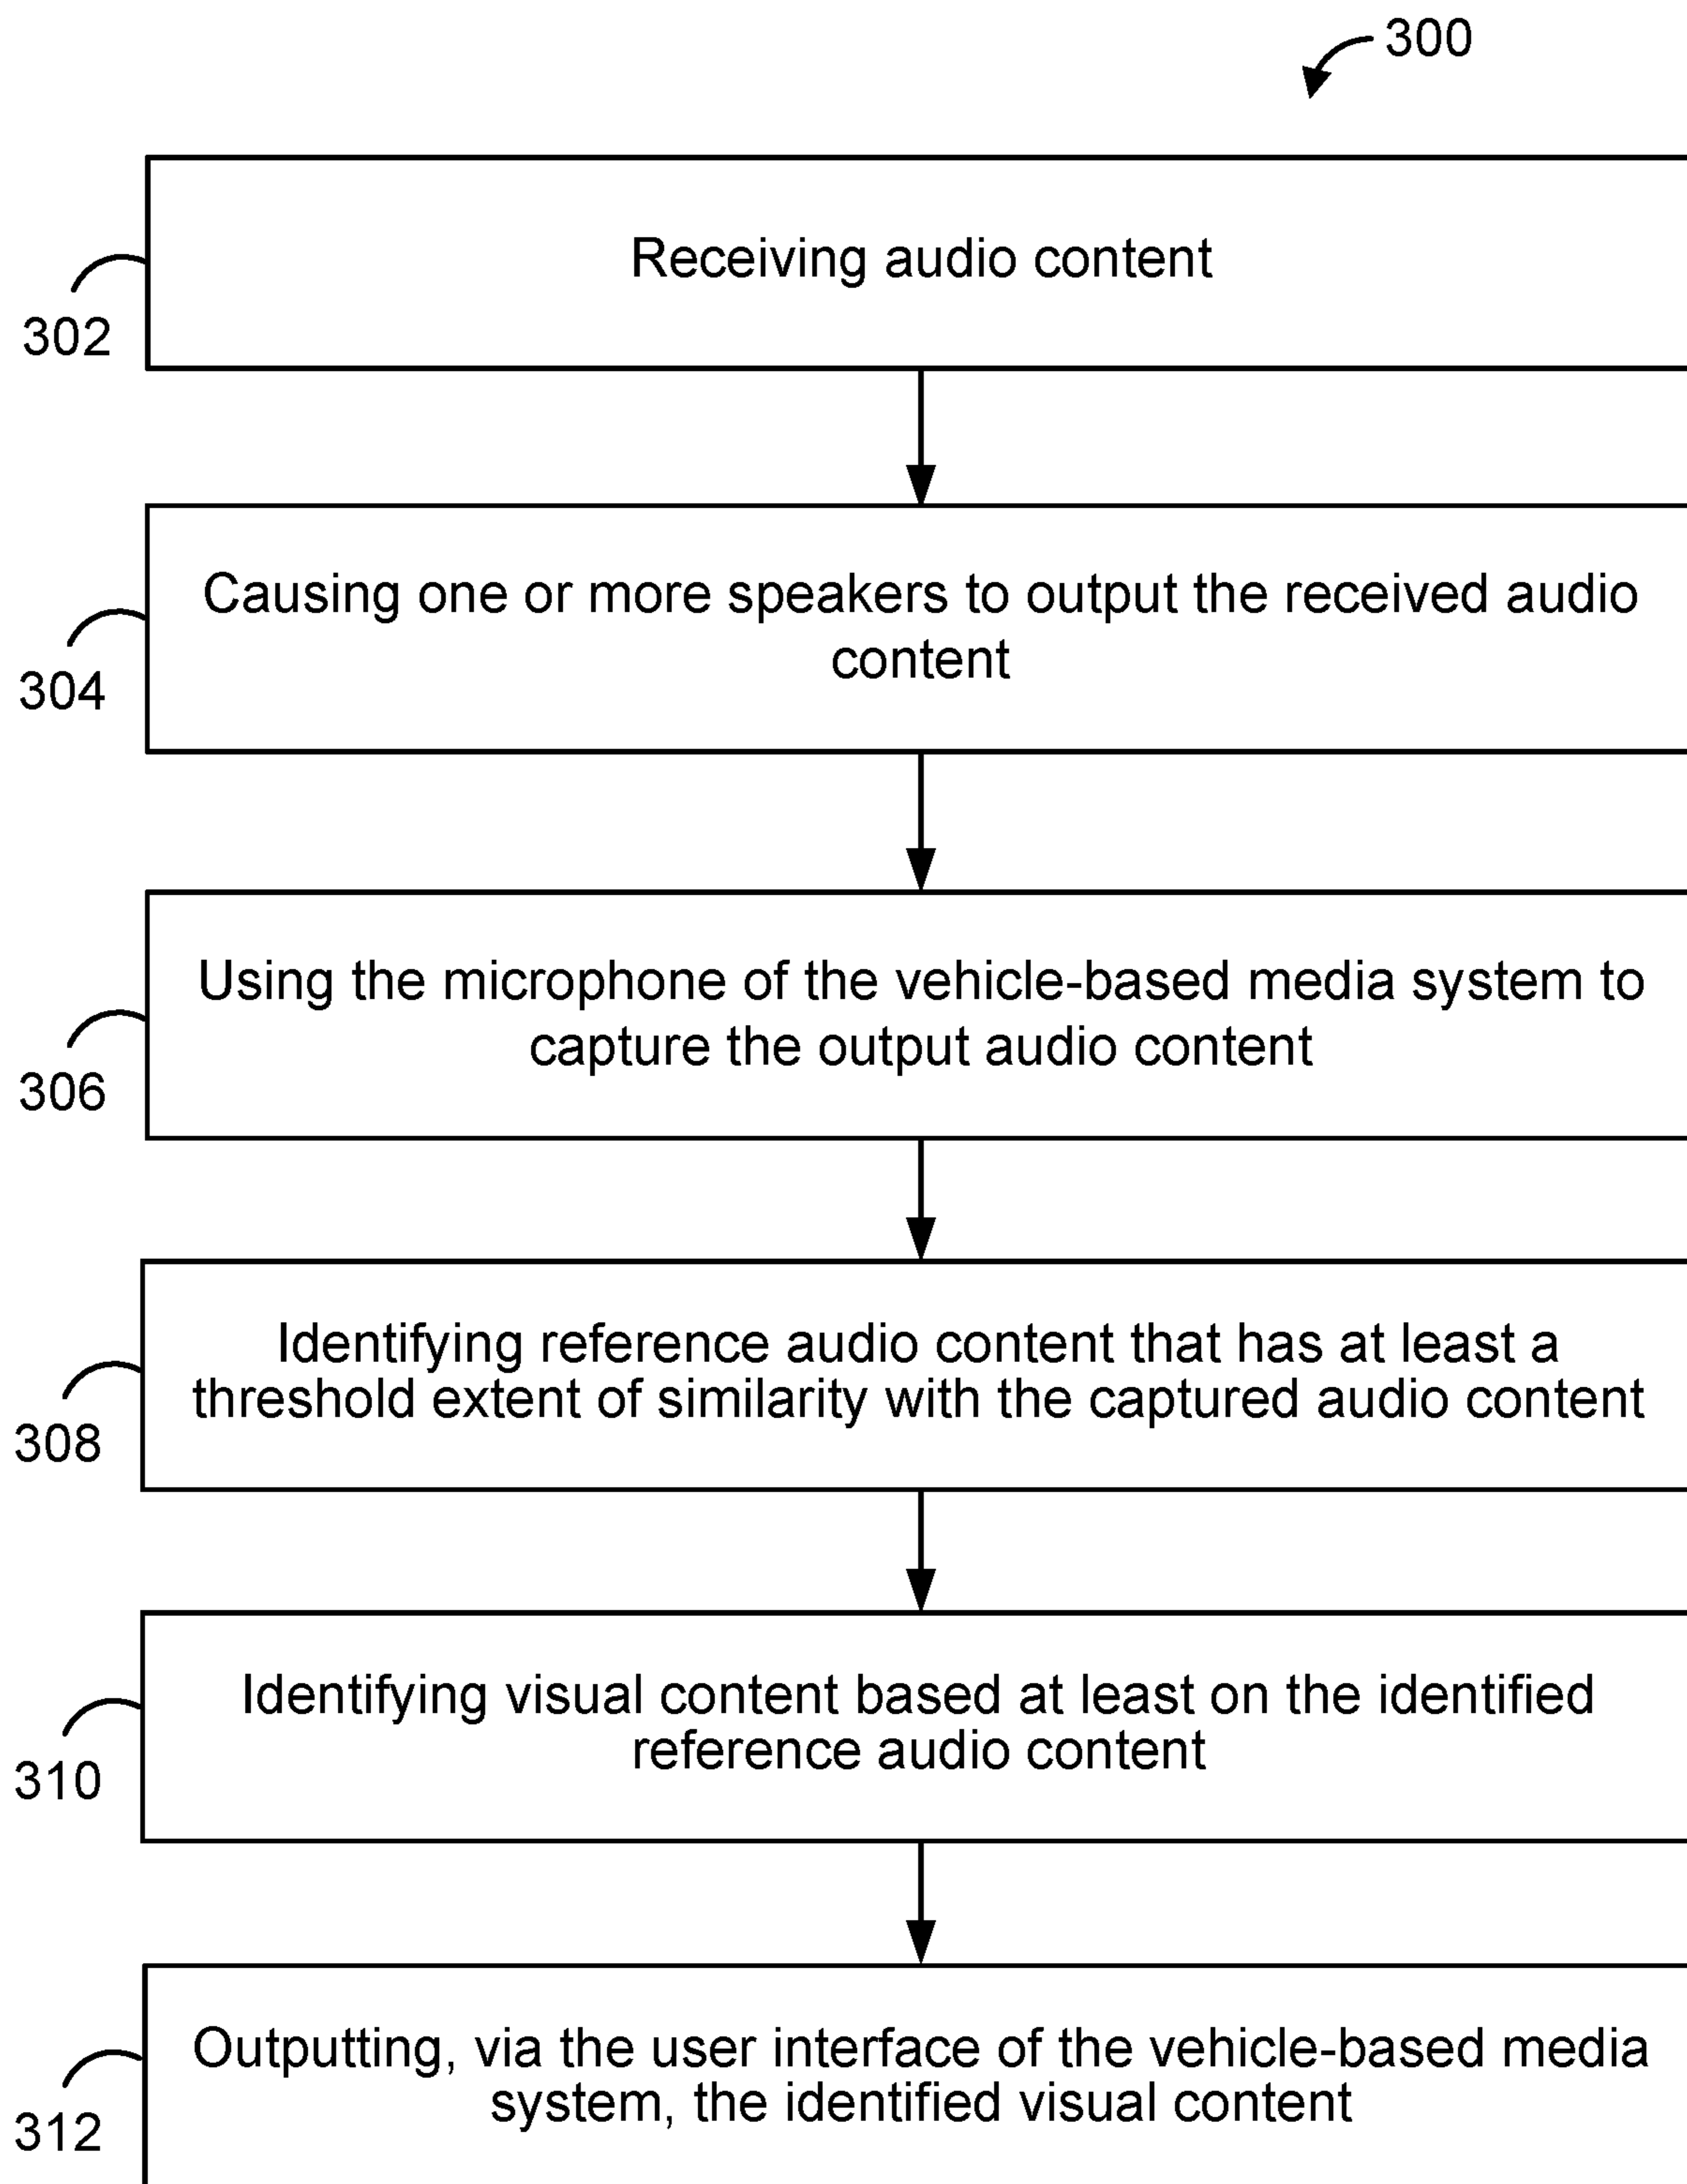 300
Receiving audio content
302
Causing one or more speakers to output the received audio
content
304
Using the microphone of the vehicle-based media system to
capture the output audio content
306
Identifying reference audio content that has at least a
threshold extent of similarity with the captured audio content
308
Identifying visual content based at least on the identified
reference audio content
310
Outputting, via the user interface of the vehicle-based media
system, the identified visual content
312